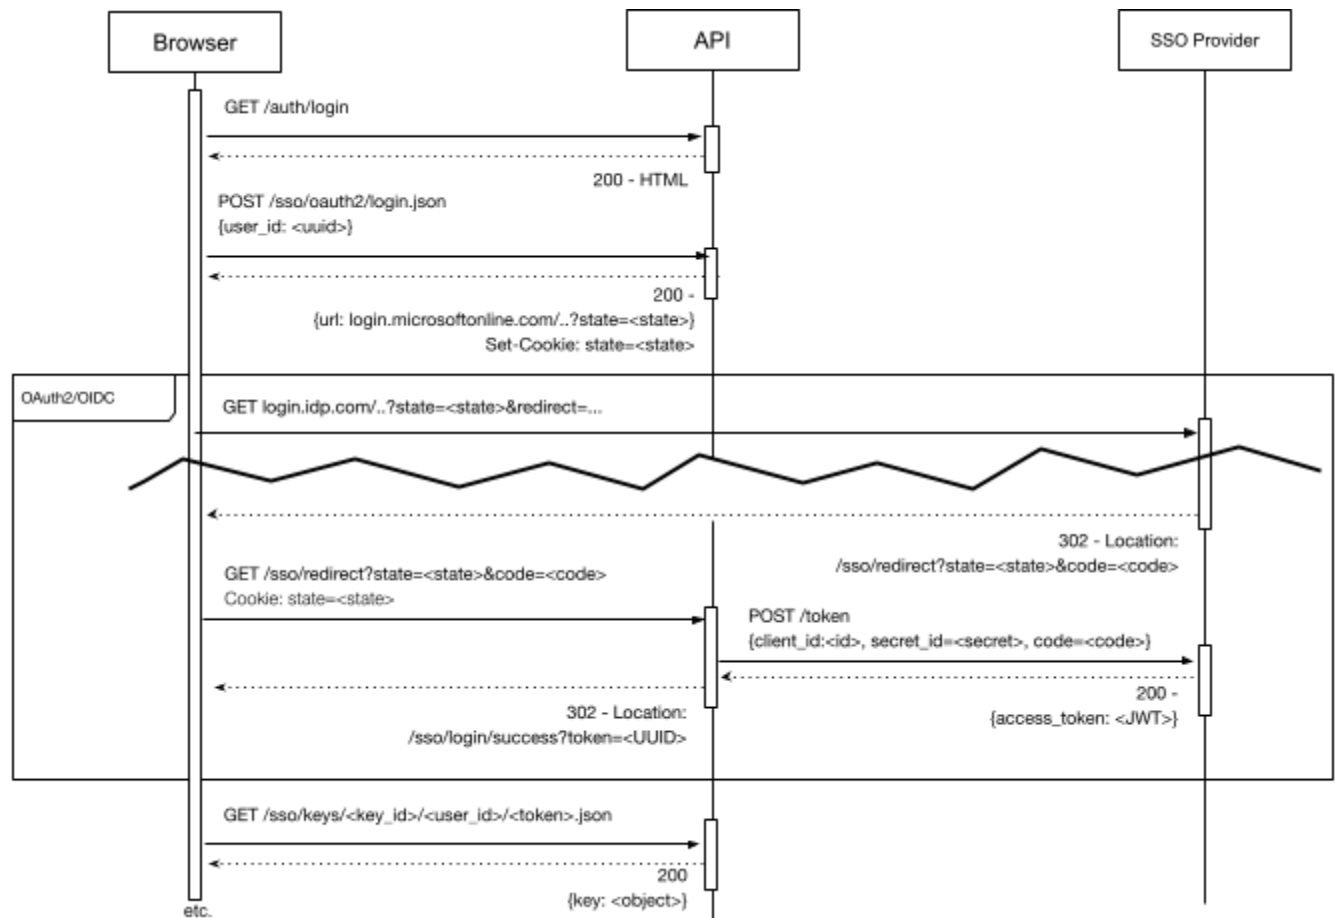 Browser
API
SSO Provider
GET /auth/login
200 - HTML
POST /sso/oauth2/login.json
{user_id: <uuid>}
200 -
{url: login.microsoftonline.com/..?state=<state>}
Set-Cookie: state=<state>
OAuth2/OIDC
GET login.idp.com/..?state=<state>&redirect=...
302 - Location:
/sso/redirect?state=<state>&code=<code>
GET /sso/redirect?state=<state>&code=<code>
Cookie: state=<state>
POST /token
{client_id:<id>, secret_id=<secret>, code=<code>}
200 -
{access_token: <JWT>}
302 - Location:
/sso/login/success?token=<UUID>
GET /sso/keys/<key_id>/<user_id>/<token>.json
200
{key: <object>}
etc.